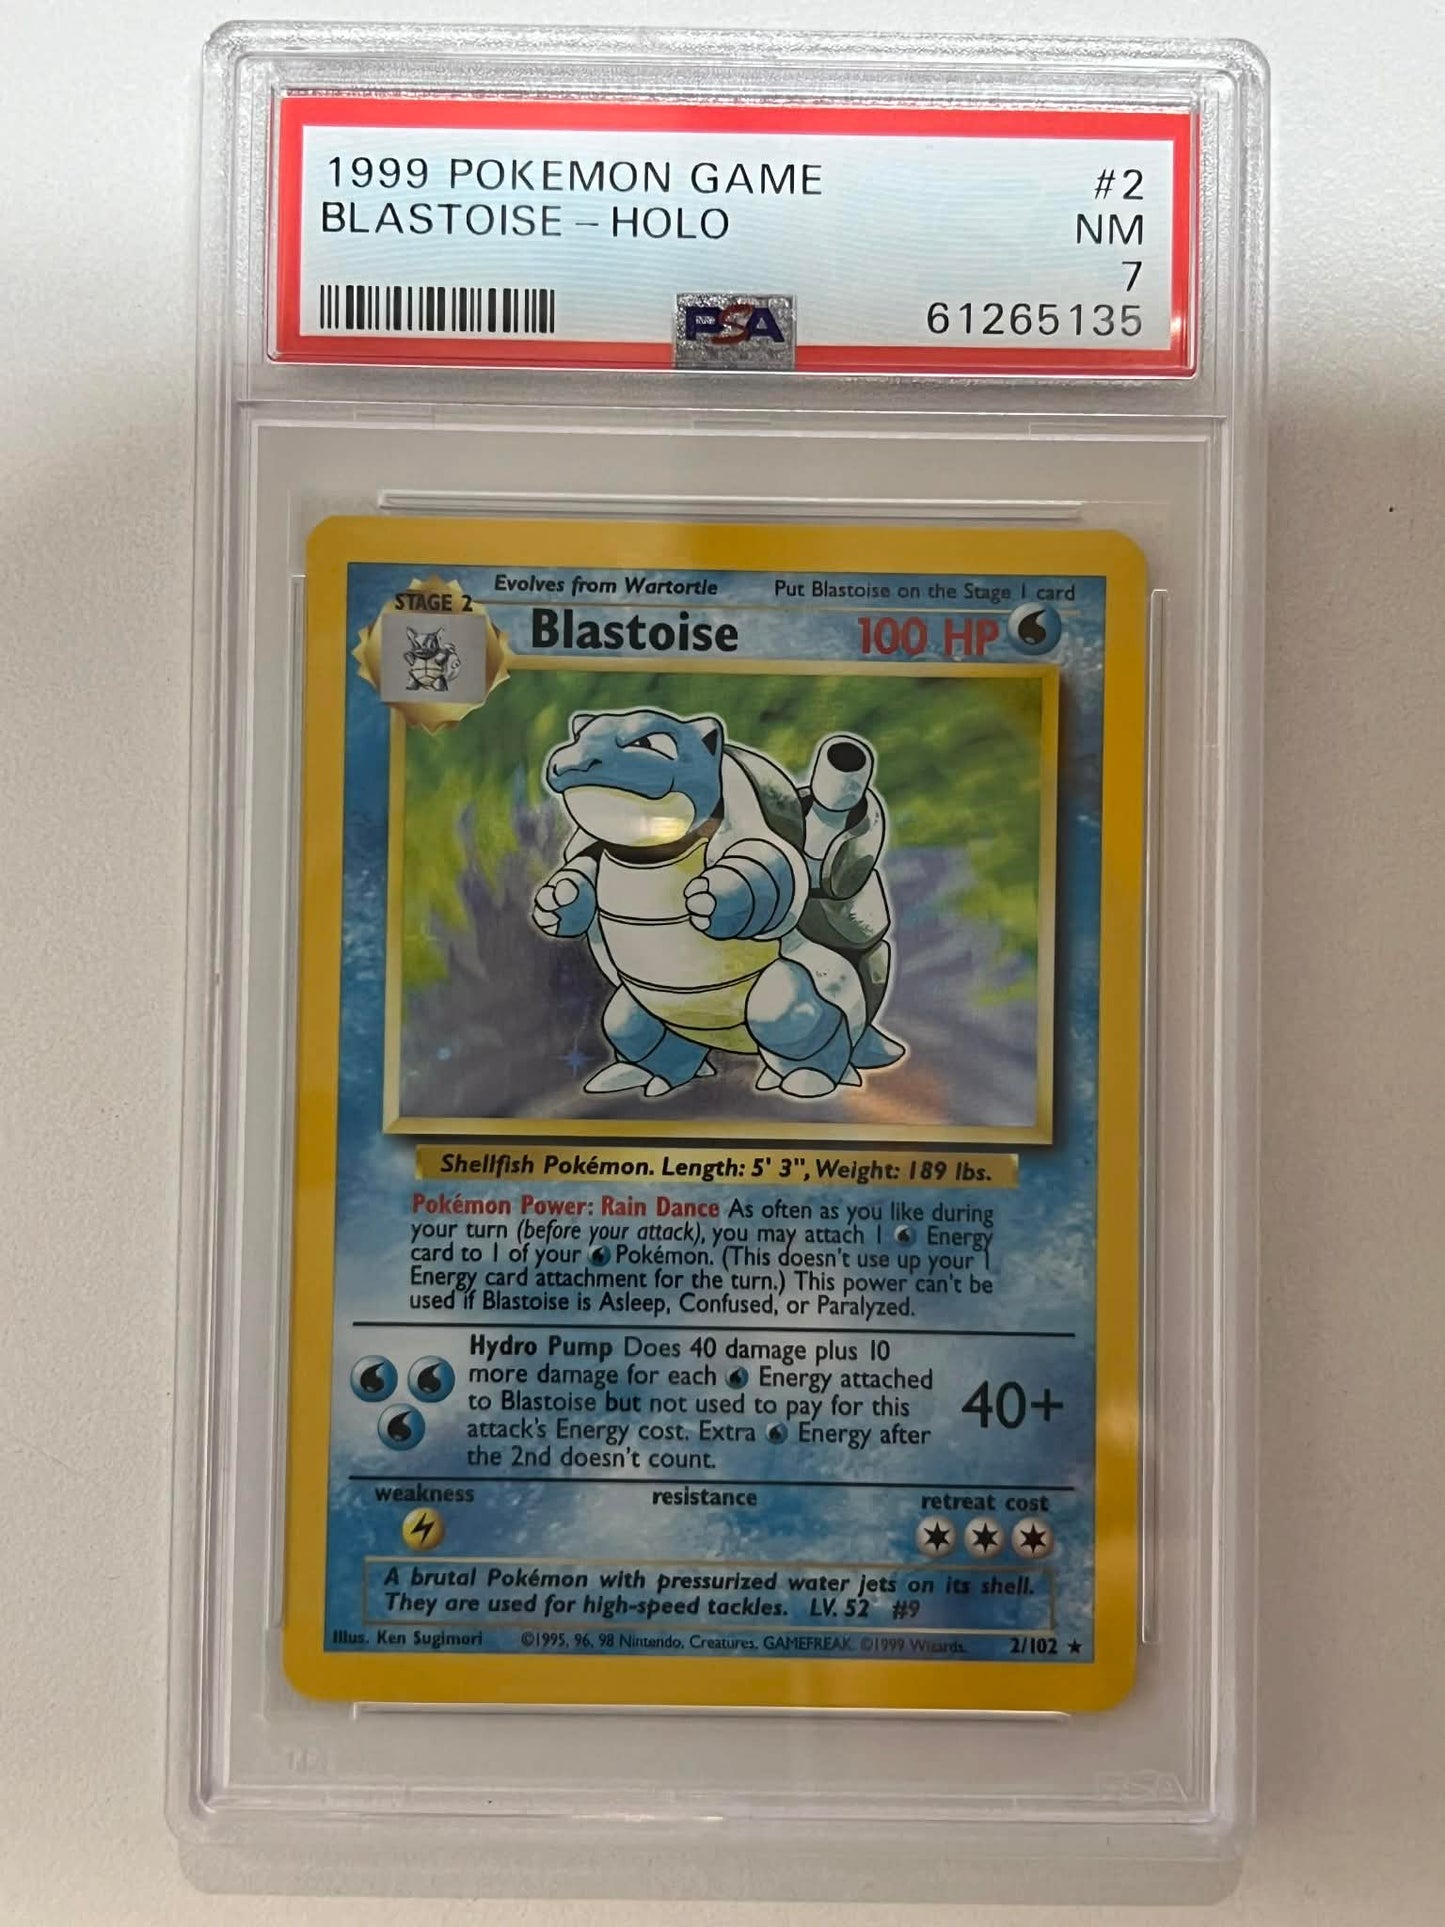 1999 POKEMON GAME #2
BLASTOISE – HOLO NM
7
PSA 61265135
Evolves from Wartortle Put Blastoise on the Stage 1 card
STAGE 2
Blastoise 100 HP
Shellfish Pokémon. Length: 5' 3", Weight: 189 lbs.
Pokémon Power: Rain Dance As often as you like during
your turn (before your attack), you may attach 1 Energy
card to 1 of your Pokémon. (This doesn't use up your 1
Energy card attachment for the turn.) This power can't be
used if Blastoise is Asleep, Confused, or Paralyzed.
Hydro Pump Does 40 damage plus 10
more damage for each Energy attached
to Blastoise but not used to pay for this
attack's Energy cost. Extra Energy after
the 2nd doesn't count.
40+
weakness resistance retreat cost
A brutal Pokémon with pressurized water jets on its shell.
They are used for high-speed tackles. LV. 52 #9
Illus. Ken Sugimori ©1995, 96, 98 Nintendo, Creatures, GAMEFREAK. ©1999 Wizards. 2/102 ★
PSA